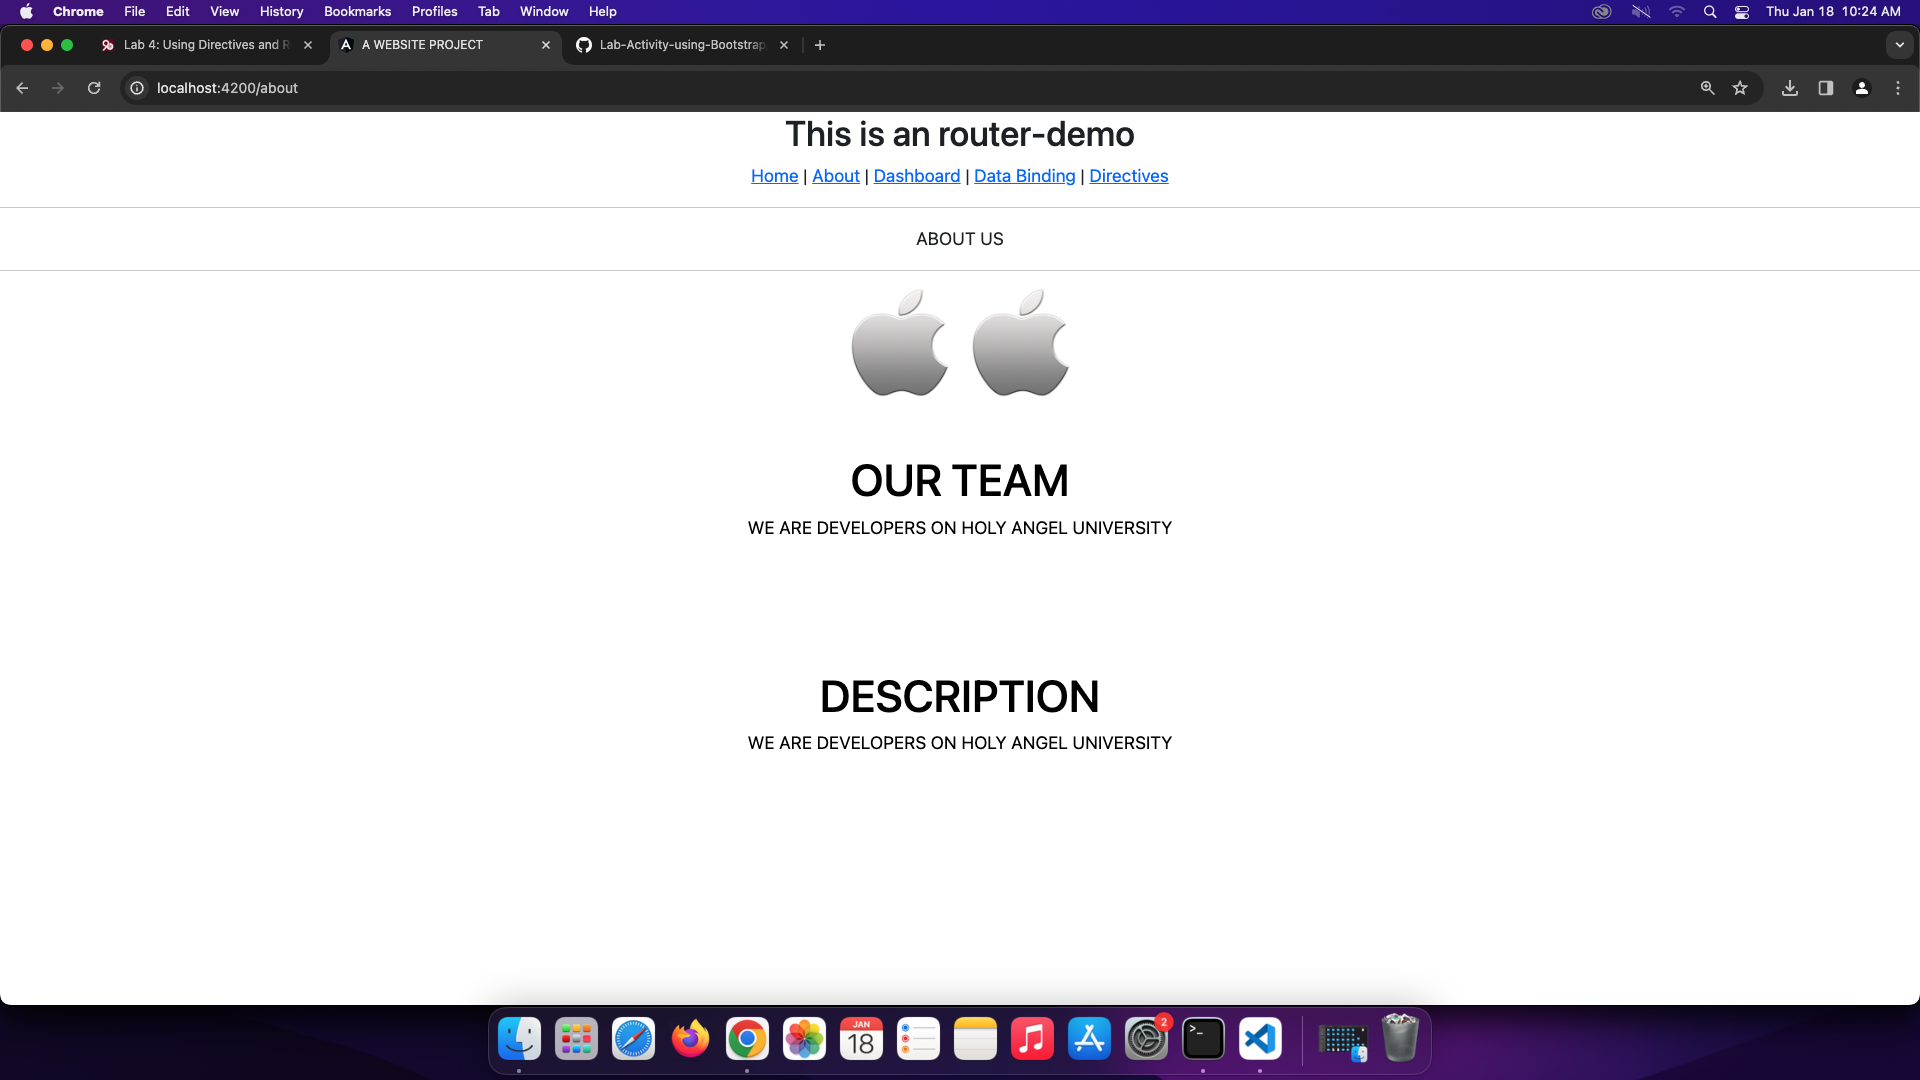 Chrome File Edit View History Bookmarks Profiles Tab Window Help Thu Jan 18 10:24 AM
Lab 4: Using Directives and R A WEBSITE PROJECT Lab-Activity-using-Bootstrap
localhost:4200/about
This is an router-demo
Home | About | Dashboard | Data Binding | Directives
ABOUT US
OUR TEAM
WE ARE DEVELOPERS ON HOLY ANGEL UNIVERSITY
DESCRIPTION
WE ARE DEVELOPERS ON HOLY ANGEL UNIVERSITY
JAN
18
2